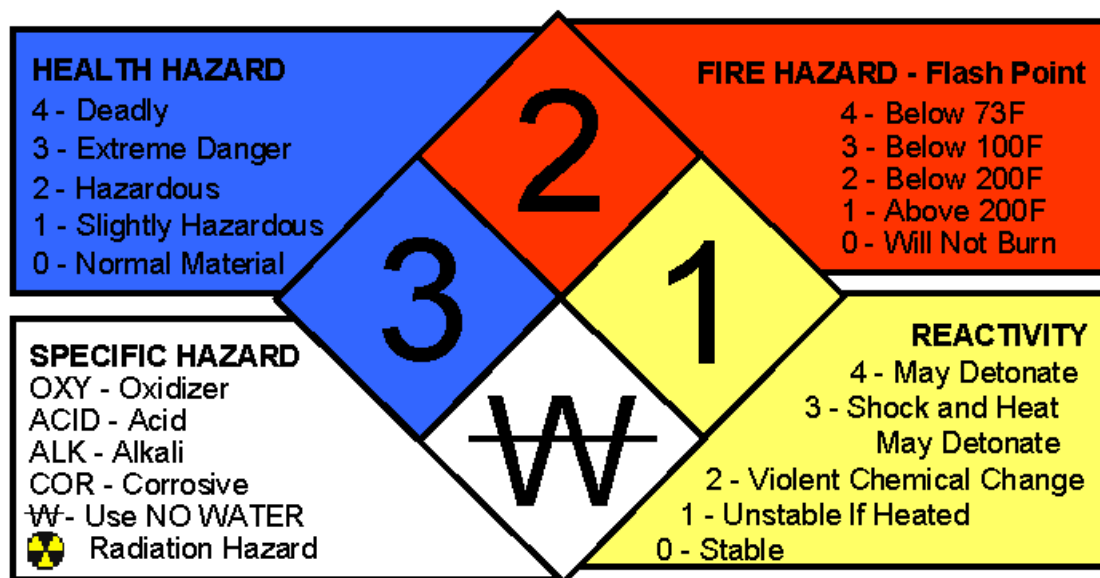 HEALTH HAZARD
4 - Deadly
3 - Extreme Danger
2 - Hazardous
1 - Slightly Hazardous
0 - Normal Material
FIRE HAZARD - Flash Point
4 - Below 73F
3 - Below 100F
2 - Below 200F
1 - Above 200F
0 - Will Not Burn
2
3
1
W
SPECIFIC HAZARD
OXY - Oxidizer
ACID - Acid
ALK - Alkali
COR - Corrosive
W - Use NO WATER
Radiation Hazard
REACTIVITY
4 - May Detonate
3 - Shock and Heat
May Detonate
2 - Violent Chemical Change
1 - Unstable If Heated
0 - Stable